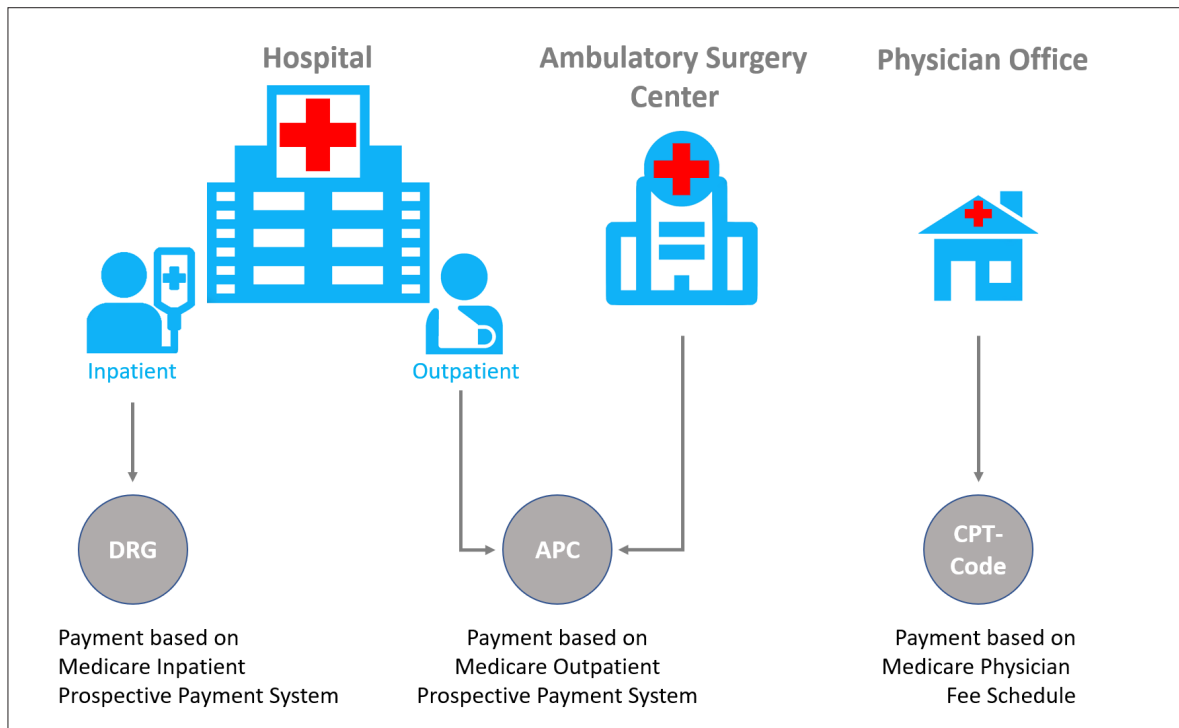 Hospital
Ambulatory Surgery
Center
Physician Office
Inpatient
Outpatient
DRG
APC
CPT-
Code
Payment based on
Medicare Inpatient
Prospective Payment System
Payment based on
Medicare Outpatient
Prospective Payment System
Payment based on
Medicare Physician
Fee Schedule